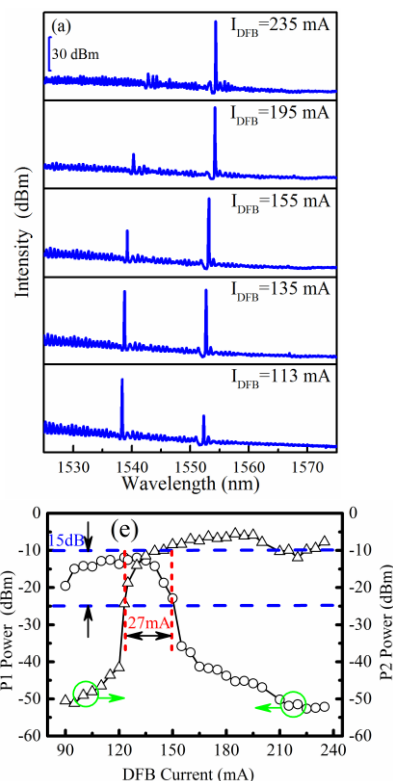 (a)
30 dBm
I_DFB=235 mA
I_DFB=195 mA
I_DFB=155 mA
I_DFB=135 mA
I_DFB=113 mA
Intensity (dBm)
1530 1540 1550 1560 1570
Wavelength (nm)
(e)
15dB
27mA
0
-10
-20
-30
-40
-50
-60
P1 Power (dBm)
0
-10
-20
-30
-40
-50
-60
P2 Power (dBm)
90 120 150 180 210 240
DFB Current (mA)